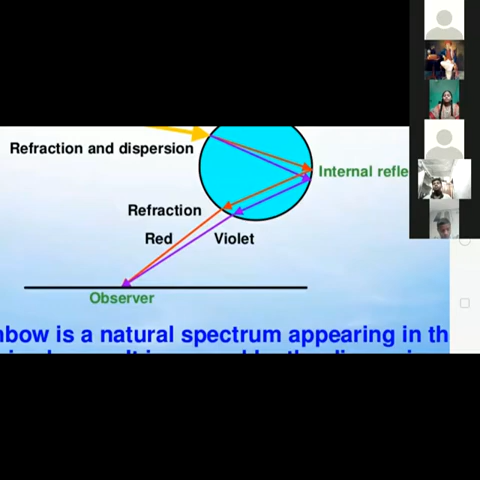 Refraction and dispersion
Internal refle
Refraction
Red
Violet
Observer
nbow is a natural spectrum appearing in th